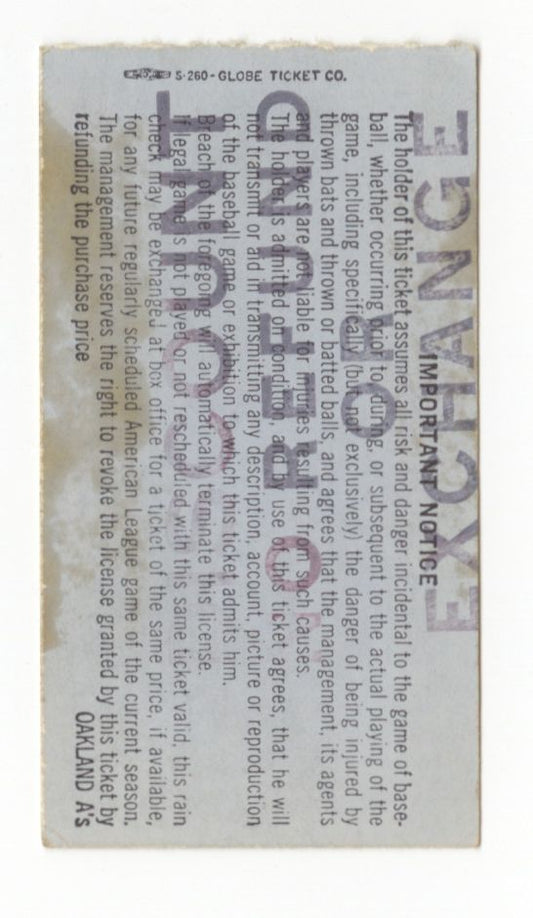 S-260-GLOBE TICKET CO.
IMPORTANT NOTICE
The holder of this ticket assumes all risk and danger incidental to the game of base-
ball, whether occurring prior to, during, or subsequent to the actual playing of the
game, including specifically (but not exclusively) the danger of being injured by
thrown bats and thrown or batted balls, and agrees that the management, its agents
and players are not liable for injuries resulting from such causes.
The holder is admitted on condition, and by use of this ticket agrees, that he will
not transmit or aid in transmitting any description, account, picture or reproduction
of the baseball game or exhibition to which this ticket admits him.
Breach of the foregoing will automatically terminate this license.
If legal game is not played or not rescheduled with this same ticket valid, this rain
check may be exchanged at box office for a ticket of the same price, if available,
for any future regularly scheduled American League game of the current season.
The management reserves the right to revoke the license granted by this ticket by
refunding the purchase price
OAKLAND A's
REFUND
OR
EXCHANGE